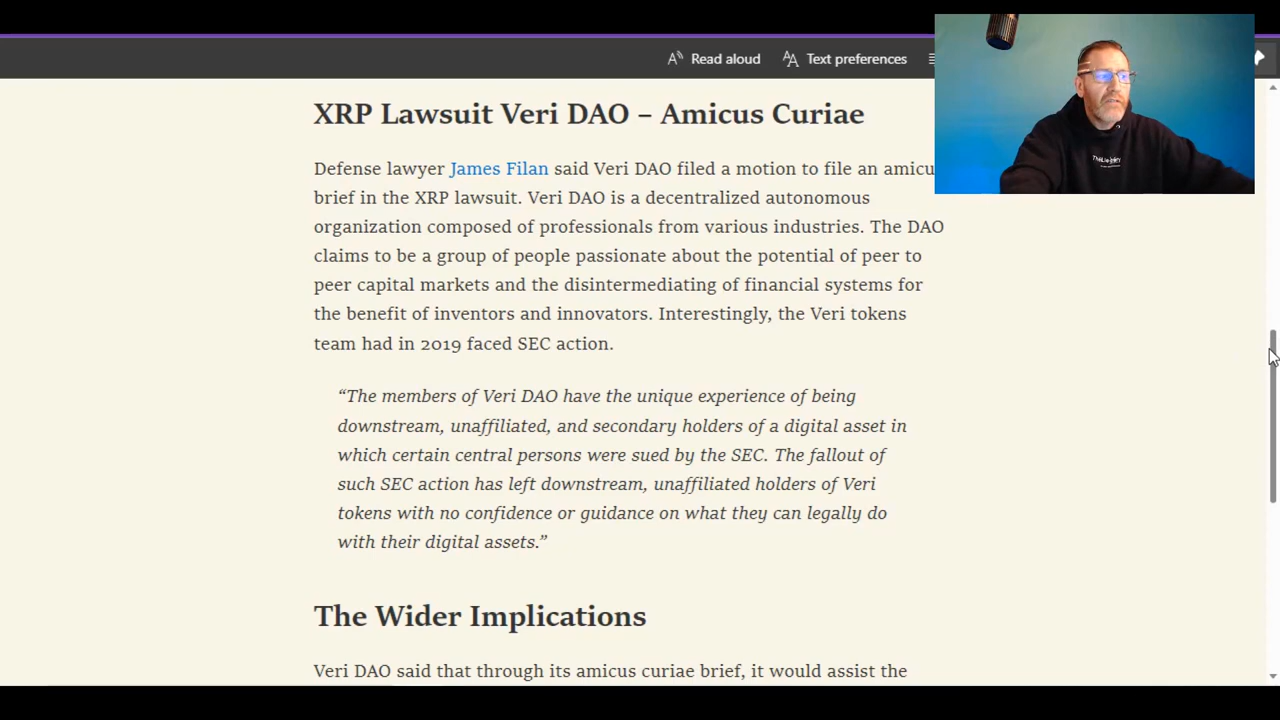 Read aloud
Text preferences
XRP Lawsuit Veri DAO – Amicus Curiae
Defense lawyer James Filan said Veri DAO filed a motion to file an amicu
brief in the XRP lawsuit. Veri DAO is a decentralized autonomous
organization composed of professionals from various industries. The DAO
claims to be a group of people passionate about the potential of peer to
peer capital markets and the disintermediating of financial systems for
the benefit of inventors and innovators. Interestingly, the Veri tokens
team had in 2019 faced SEC action.
“The members of Veri DAO have the unique experience of being
downstream, unaffiliated, and secondary holders of a digital asset in
which certain central persons were sued by the SEC. The fallout of
such SEC action has left downstream, unaffiliated holders of Veri
tokens with no confidence or guidance on what they can legally do
with their digital assets.”
The Wider Implications
Veri DAO said that through its amicus curiae brief, it would assist the